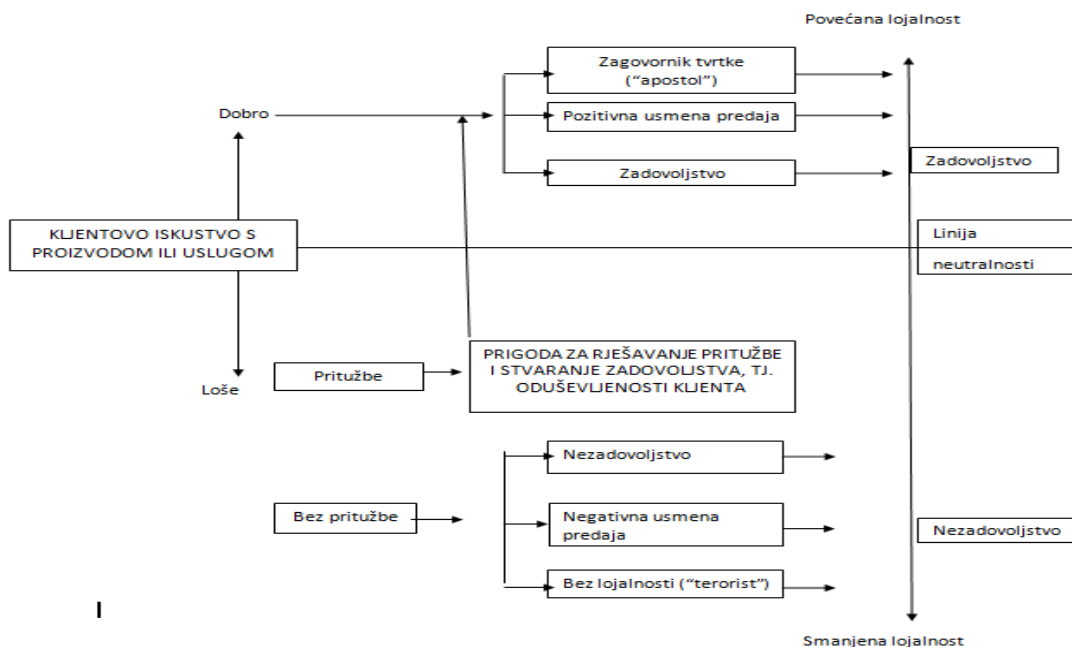 Povećana lojalnost
Zagovornik tvrtke
(“apostol”)
Dobro
Pozitivna usmena predaja
Zadovoljstvo
Zadovoljstvo
KLJENTOVO ISKUSTVO S
PROIZVODOM ILI USLUGOM
Linija
neutralnosti
PRIGODA ZA RJEŠAVANJE PRITUŽBE
I STVARANJE ZADOVOLJSTVA, TJ.
ODUŠEVLJENOSTI KLJENTA
Pritužbe
Loše
Nezadovoljstvo
Bez pritužbe
Negativna usmena
predaja
Nezadovoljstvo
Bez lojalnosti (“terorist”)
I
Smanjena lojalnost